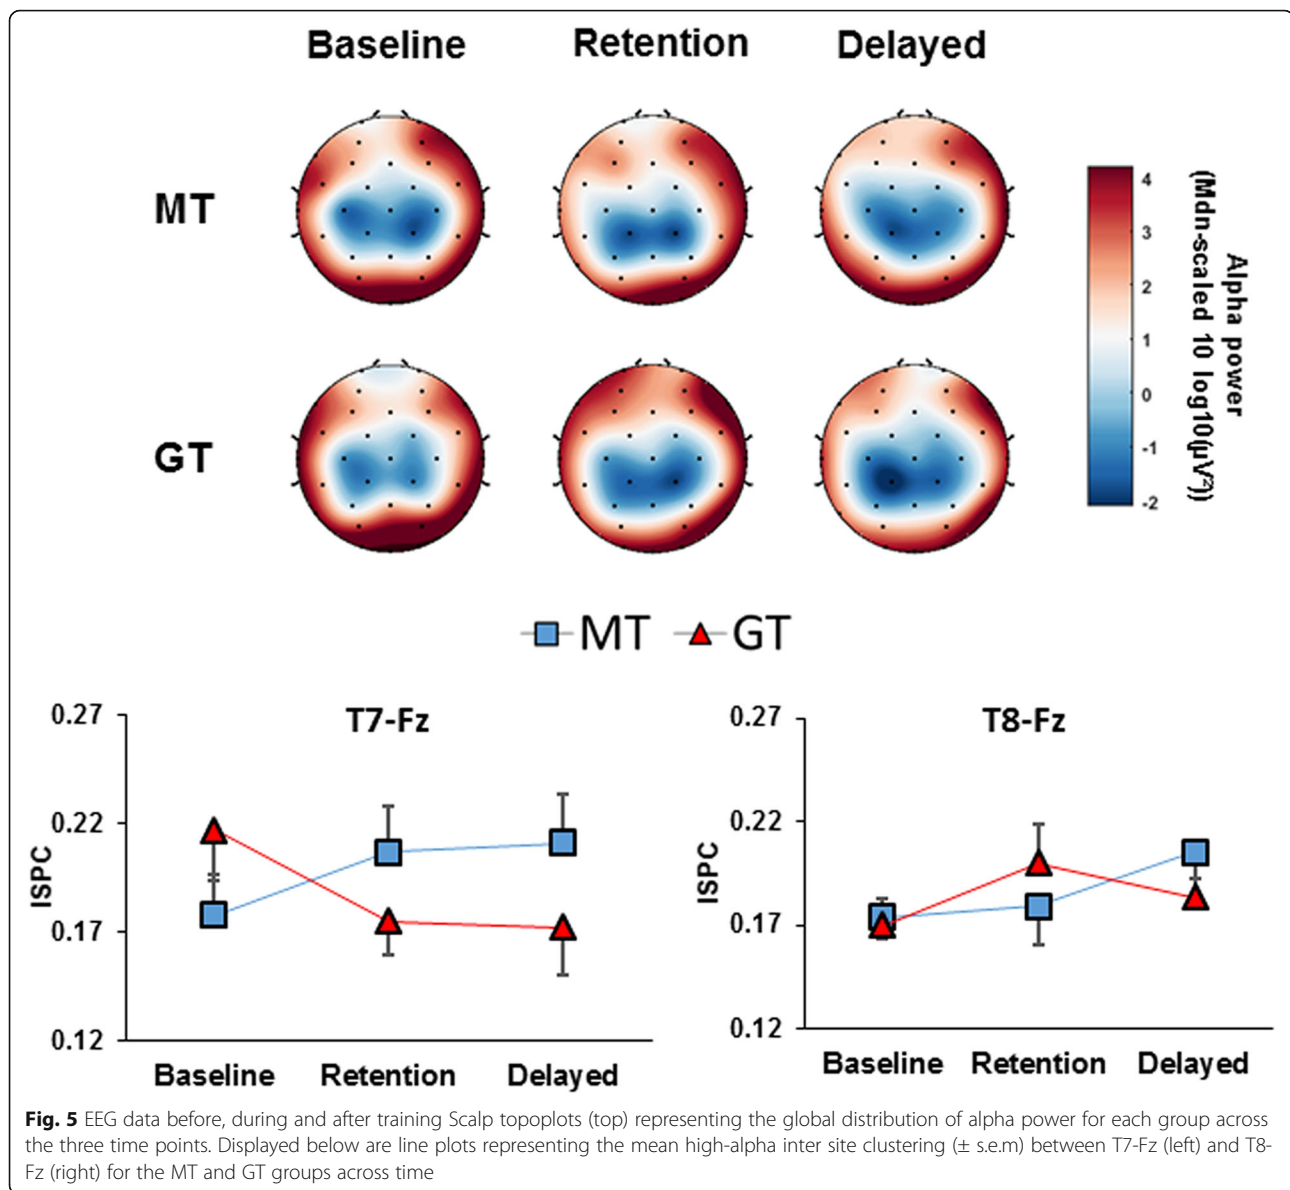 Baseline Retention Delayed
MT
GT
4
3
2
1
0
-1
-2
Alpha power
(Mdn-scaled 10 log10(µV²))
MT GT
T7-Fz
0.27
0.22
0.17
0.12
ISPC
Baseline Retention Delayed
T8-Fz
0.27
0.22
0.17
0.12
ISPC
Baseline Retention Delayed
Fig. 5 EEG data before, during and after training Scalp topoplots (top) representing the global distribution of alpha power for each group across
the three time points. Displayed below are line plots representing the mean high-alpha inter site clustering (± s.e.m) between T7-Fz (left) and T8-
Fz (right) for the MT and GT groups across time